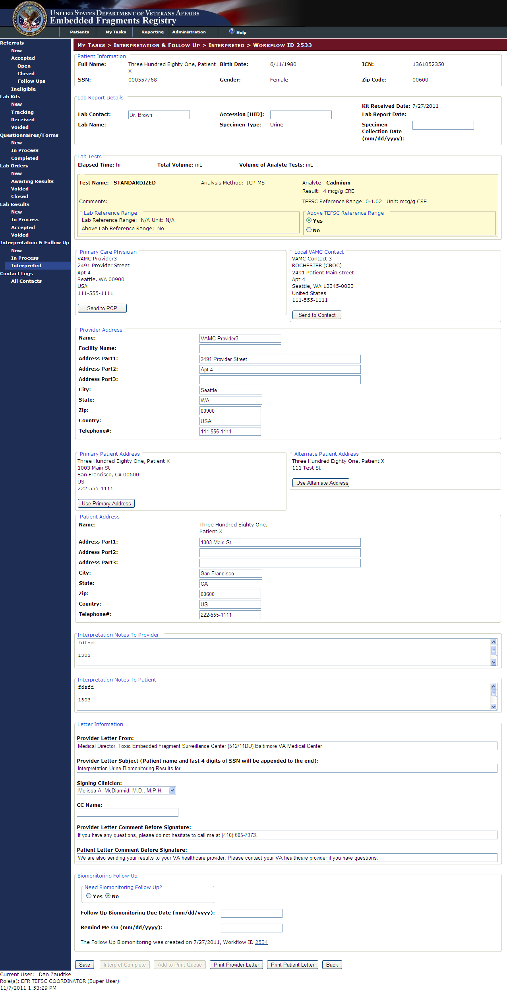 United States Department of Veterans Affairs
Embedded Fragments Registry
Patients My Tasks Reporting Administration Help
Referrals
New
Accepted
Open
Closed
Follow Ups
Ineligible
Lab Kits
New
Tracking
Received
Voided
Questionnaires/Forms
New
In Process
Completed
Lab Orders
New
Awaiting Results
Voided
Closed
Lab Results
New
In Process
Accepted
Voided
Interpretation & Follow Up
New
In Process
Interpreted
Contact Logs
All Contacts
My Tasks > Interpretation & Follow Up > Interpreted > Workflow ID 2533
Patient Information
Full Name: Three Hundred Eighty One, Patient X Birth Date: 6/11/1980 ICN: 1361052350
SSN: 000557768 Gender: Female Zip Code: 00600
Lab Report Details
Kit Received Date: 7/27/2011
Lab Contact: Dr. Brown Accession [UID]: Lab Report Date:
Lab Name: Specimen Type: Urine Specimen
Collection Date
(mm/dd/yyyy):
Lab Tests
Elapsed Time: hr Total Volume: mL Volume of Analyte Tests: mL
Test Name: STANDARDIZED Analysis Method: ICP-MS Analyte: Cadmium
Result: 4 mcg/g CRE
Comments: TEFSC Reference Range: 0-1.02 Unit: mcg/g CRE
Lab Reference Range
Lab Reference Range: N/A Unit: N/A
Above Lab Reference Range: No
Above TEFSC Reference Range
Yes
No
Primary Care Physician
VAMC Provider3
2491 Provider Street
Apt 4
Seattle, WA 00900
USA
111-555-1111
Send to PCP
Local VAMC Contact
VAMC Contact 3
ROCHESTER (CBOC)
2491 Patient Main street
Apt 4
Seattle, WA 12345-0023
United States
111-555-1111
Send to Contact
Provider Address
Name: VAMC Provider3
Facility Name:
Address Part1: 2491 Provider Street
Address Part2: Apt 4
Address Part3:
City: Seattle
State: WA
Zip: 00900
Country: USA
Telephone#: 111-555-1111
Primary Patient Address
Three Hundred Eighty One, Patient X
1003 Main St
San Francisco, CA 00600
US
222-555-1111
Use Primary Address
Alternate Patient Address
Three Hundred Eighty One, Patient X
111 Test St
Use Alternate Address
Patient Address
Name: Three Hundred Eighty One,
Patient X
Address Part1: 1003 Main St
Address Part2:
Address Part3:
City: San Francisco
State: CA
Zip: 00600
Country: US
Telephone#: 222-555-1111
Interpretation Notes To Provider
fdfsd
1303
Interpretation Notes To Patient
fdsfd
1303
Letter Information
Provider Letter From:
Medical Director, Toxic Embedded Fragment Surveillance Center (512/11DU) Baltimore VA Medical Center
Provider Letter Subject (Patient name and last 4 digits of SSN will be appended to the end):
Interpretation Urine Biomonitoring Results for
Signing Clinician:
Melissa A. McDiarmid, M.D., M.P.H.
CC Name:
Provider Letter Comment Before Signature:
If you have any questions, please do not hesitate to call me at (410) 605-7373.
Patient Letter Comment Before Signature:
We are also sending your results to your VA healthcare provider. Please contact your VA healthcare provider if you have questions.
Biomonitoring Follow Up
Need Biomonitoring Follow Up?
Yes No
Follow Up Biomonitoring Due Date (mm/dd/yyyy):
Remind Me On (mm/dd/yyyy):
The Follow Up Biomonitoring was created on 7/27/2011, Workflow ID 2534
Save Interpret Complete Add to Print Queue Print Provider Letter Print Patient Letter Back
Current User: Dan Zaudtke
Role(s): EFR TEFSC COORDINATOR (Super User)
11/7/2011 1:53:29 PM